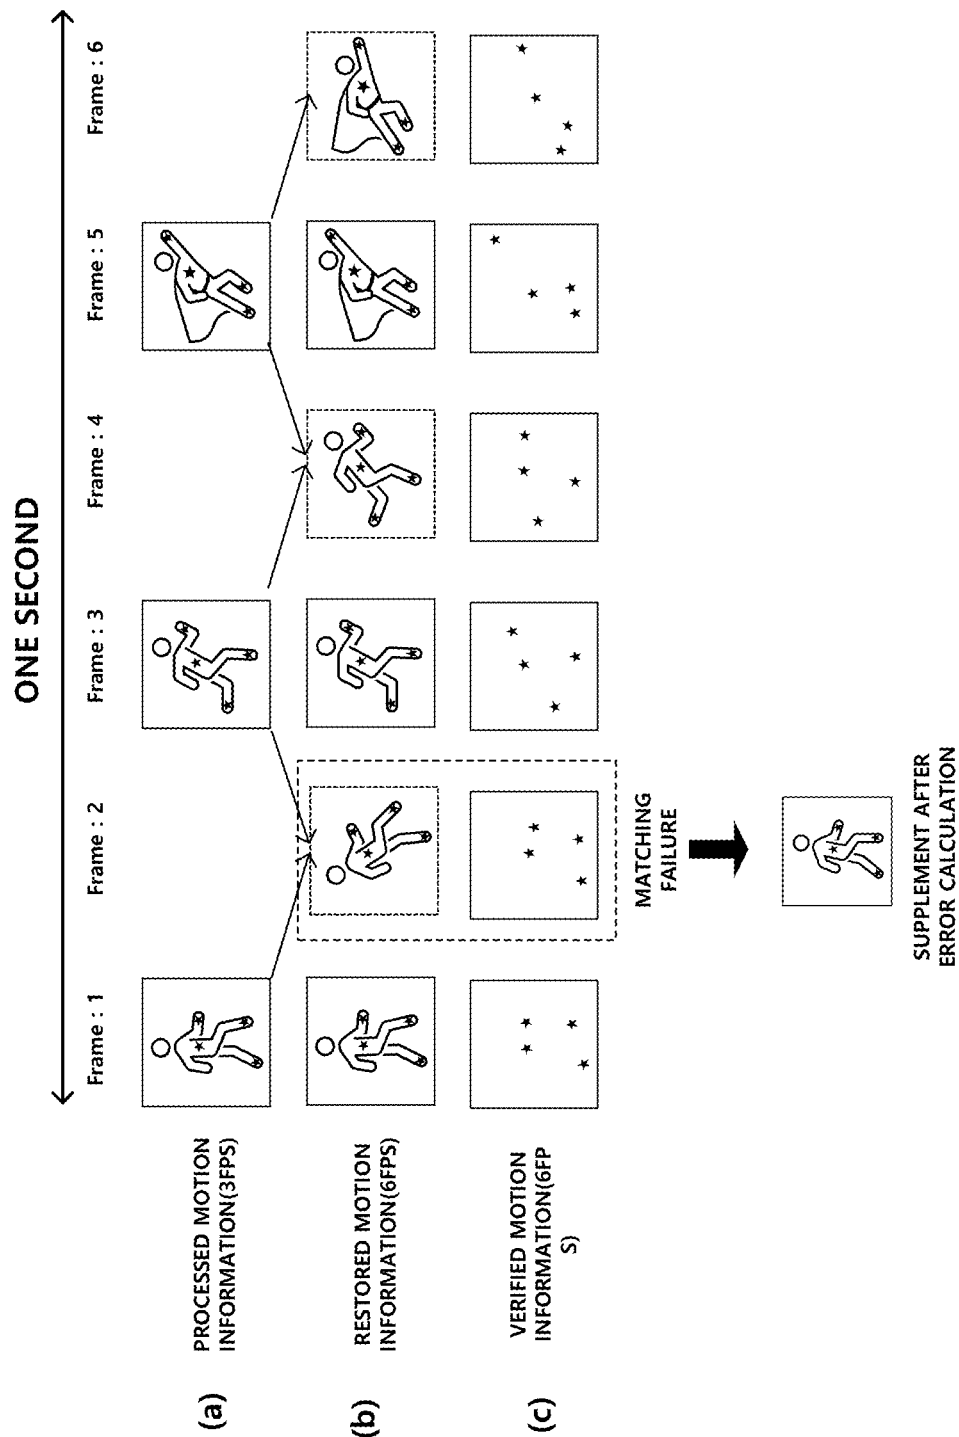 ONE SECOND
Frame : 1
Frame : 2
Frame : 3
Frame : 4
Frame : 5
Frame : 6
(a)
PROCESSED MOTION
INFORMATION(3FPS)
(b)
RESTORED MOTION
INFORMATION(6FPS)
(c)
VERIFIED MOTION
INFORMATION(6FP
S)
MATCHING
FAILURE
SUPPLEMENT AFTER
ERROR CALCULATION